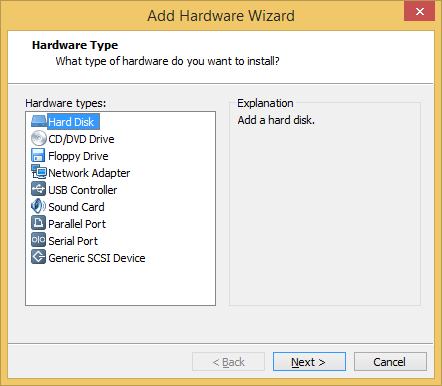 Add Hardware Wizard
Hardware Type
What type of hardware do you want to install?
Hardware types:
Hard Disk
CD/DVD Drive
Floppy Drive
Network Adapter
USB Controller
Sound Card
Parallel Port
Serial Port
Generic SCSI Device
Explanation
Add a hard disk.
< Back
Next >
Cancel